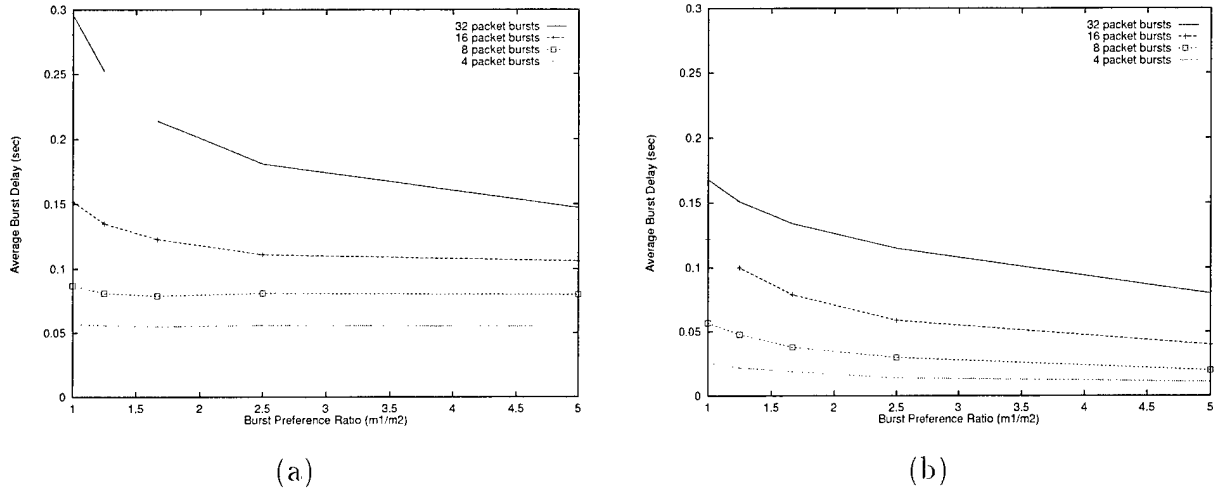 0.3
0.25
0.2
0.15
0.1
0.05
0
Average Burst Delay (sec)
32 packet bursts
16 packet bursts
8 packet bursts
4 packet bursts
1 1.5 2 2.5 3 3.5 4 4.5 5
Burst Preference Ratio (m1/m2)
(a)
0.3
0.25
0.2
0.15
0.1
0.05
0
Average Burst Delay (sec)
32 packet bursts
16 packet bursts
8 packet bursts
4 packet bursts
1 1.5 2 2.5 3 3.5 4 4.5 5
Burst Preference Ratio (m1/m2)
(b)